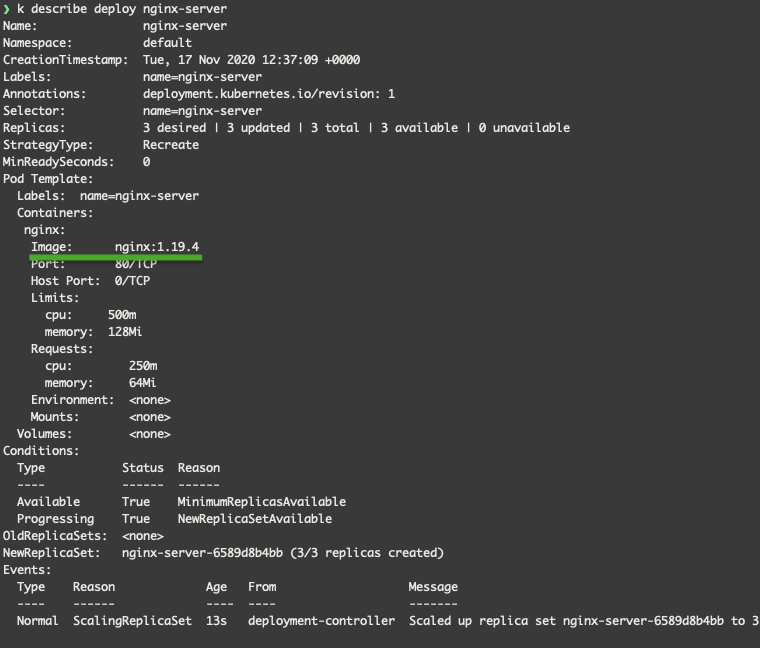 ❯ k describe deploy nginx-server
Name:                   nginx-server
Namespace:              default
CreationTimestamp:  Tue, 17 Nov 2020 12:37:09 +0000
Labels:                 name=nginx-server
Annotations:            deployment.kubernetes.io/revision: 1
Selector:               name=nginx-server
Replicas:               3 desired | 3 updated | 3 total | 3 available | 0 unavailable
StrategyType:           Recreate
MinReadySeconds:        0
Pod Template:
  Labels:  name=nginx-server
  Containers:
   nginx:
    Image:      nginx:1.19.4
    Port:       80/TCP
    Host Port:  0/TCP
    Limits:
      cpu:     500m
      memory:  128Mi
    Requests:
      cpu:        250m
      memory:     64Mi
    Environment:  <none>
    Mounts:       <none>
  Volumes:        <none>
Conditions:
  Type           Status  Reason
  ----           ------  ------
  Available      True    MinimumReplicasAvailable
  Progressing    True    NewReplicaSetAvailable
OldReplicaSets:  <none>
NewReplicaSet:   nginx-server-6589d8b4bb (3/3 replicas created)
Events:
  Type    Reason             Age   From                   Message
  ----    ------             ----  ----                   -------
  Normal  ScalingReplicaSet  13s   deployment-controller  Scaled up replica set nginx-server-6589d8b4bb to 3